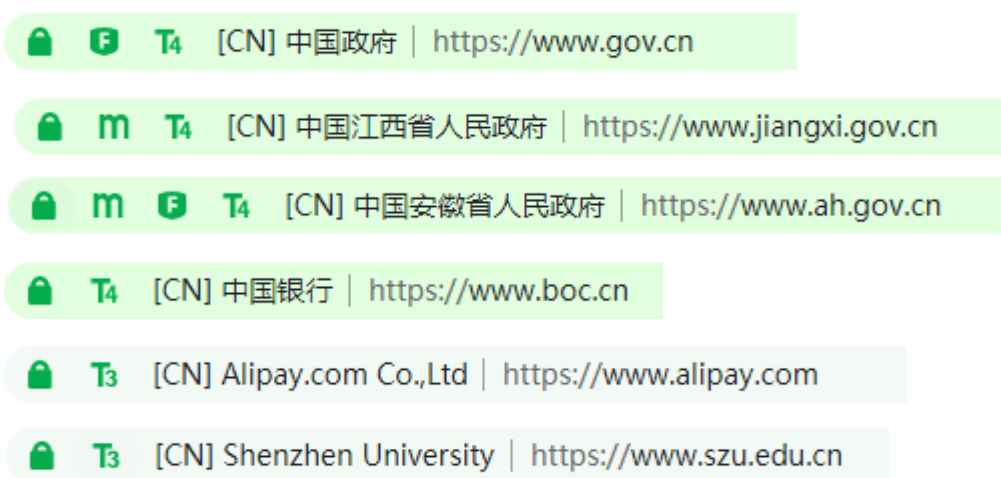 F T4 [CN] 中国政府 | https://www.gov.cn
m T4 [CN] 中国江西省人民政府 | https://www.jiangxi.gov.cn
m F T4 [CN] 中国安徽省人民政府 | https://www.ah.gov.cn
T4 [CN] 中国银行 | https://www.boc.cn
T3 [CN] Alipay.com Co.,Ltd | https://www.alipay.com
T3 [CN] Shenzhen University | https://www.szu.edu.cn